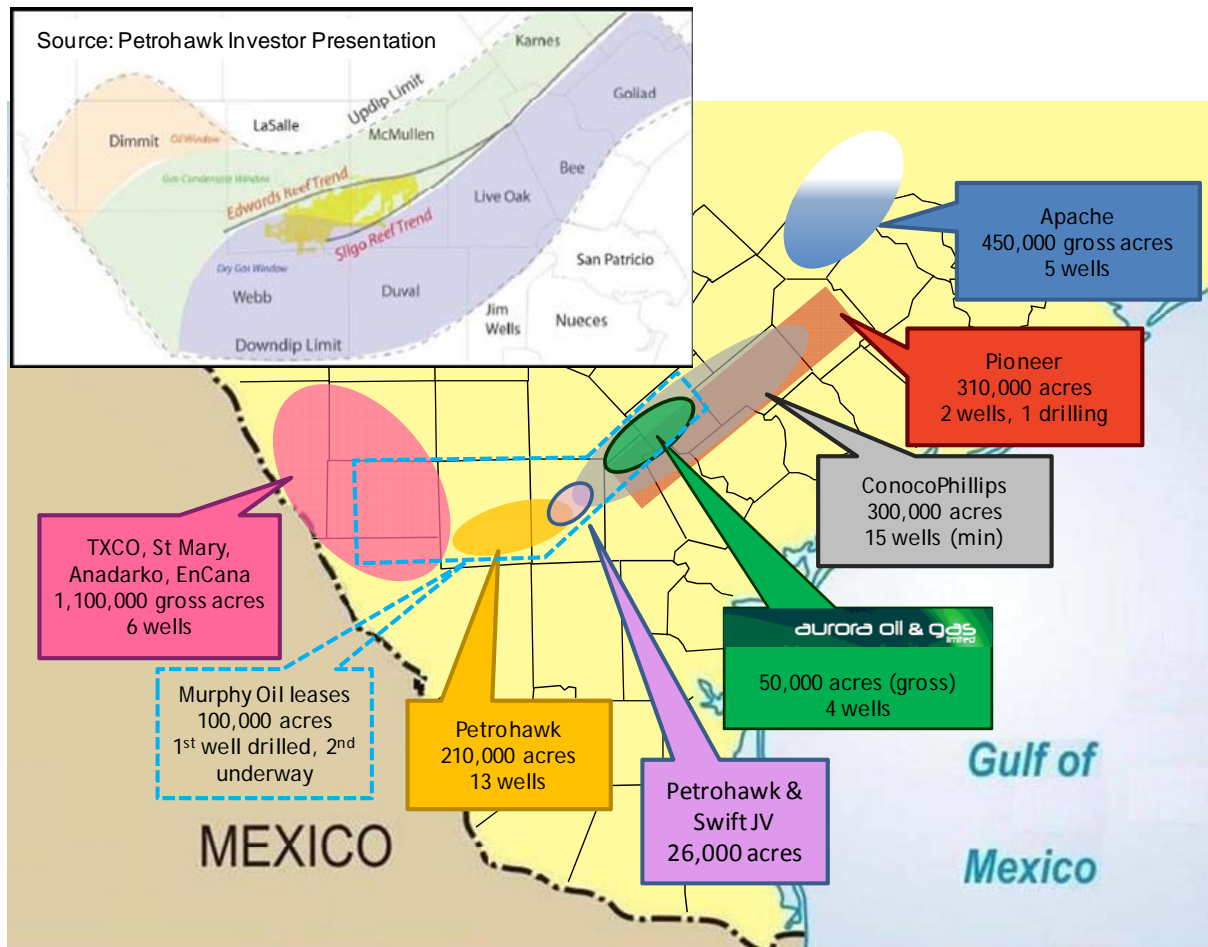 Source: Petrohawk Investor Presentation
Karnes
Goliad
Updip Limit
LaSalle
McMullen
Dimmit
Oil Window
Bee
Gas Condensate Window
Edwards Reef Trend
Live Oak
Sligo Reef Trend
San Patricio
Dry Gas Window
Webb
Duval
Jim
Wells
Nueces
Downdip Limit
Apache
450,000 gross acres
5 wells
Pioneer
310,000 acres
2 wells, 1 drilling
ConocoPhillips
300,000 acres
15 wells (min)
TXCO, St Mary,
Anadarko, EnCana
1,100,000 gross acres
6 wells
aurora oil & gas
limited
50,000 acres (gross)
4 wells
Murphy Oil leases
100,000 acres
1st well drilled, 2nd
underway
Petrohawk
210,000 acres
13 wells
Petrohawk &
Swift JV
26,000 acres
Gulf of
Mexico
MEXICO